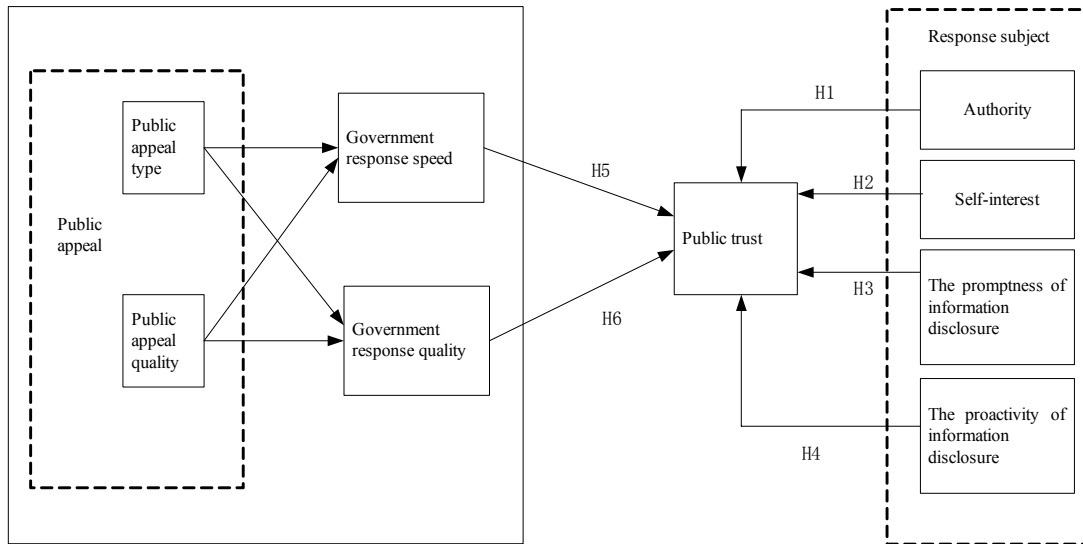 Public
appeal
Public
appeal
type
Public
appeal
quality
Government
response speed
Government
response quality
H5
H6
Public trust
H1
H2
H3
H4
Response subject
Authority
Self-interest
The promptness of
information
disclosure
The proactivity of
information
disclosure